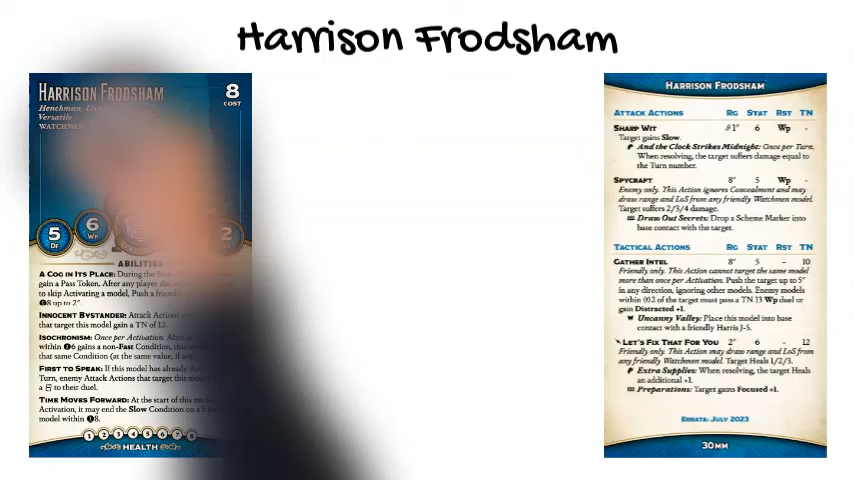 Harrison Frodsham
HARRISON FRODSHAM
8
COST
Henchman,
Versatile
5
DF
6
WP
2
ABILITIES
A COG IN ITS PLACE: During the
gain a Pass Token. After any player
to skip Activating a model, Push a
8 up to 2".
INNOCENT BYSTANDER: Attack
that target this model gain a TN of 12.
ISOCHRONISM: Once per Activation.
within 6 gains a non-Fast Condition,
that same Condition (at the same value, if
FIRST TO SPEAK: If this model has already
Turn, enemy Attack Actions that target this
a to their duel.
TIME MOVES FORWARD: At the start of this
Activation, it may end the Slow Condition on a
model within 8.
1 2 3 4 5 6 7 8
HEALTH
HARRISON FRODSHAM
ATTACK ACTIONS RG STAT RST TN
SHARP WIT 1" 6 Wp -
Target gains Slow.
And the Clock Strikes Midnight: Once per Turn.
When resolving, the target suffers damage equal to
the Turn number.
SPYCRAFT 8" 5 Wp -
Enemy only. This Action ignores Concealment and may
draw range and LoS from any friendly Watchmen model.
Target suffers 2/3/4 damage.
Draw Out Secrets: Drop a Scheme Marker into
base contact with the target.
TACTICAL ACTIONS RG STAT RST TN
GATHER INTEL 8" 5 - 10
Friendly only. This Action cannot target the same model
more than once per Activation. Push the target up to 5"
in any direction, ignoring other models. Enemy models
within 2 of the target must pass a TN 13 Wp duel or
gain Distracted +1.
Uncanny Valley: Place this model into base
contact with a friendly Harris J-5.
LET'S FIX THAT FOR YOU 2" 6 - 12
Friendly only. This Action may draw range and LoS from
any friendly Watchmen model. Target Heals 1/2/3.
Extra Supplies: When resolving, the target Heals
an additional +1.
Preparations: Target gains Focused +1.
ERRATA: JULY 2023
30MM